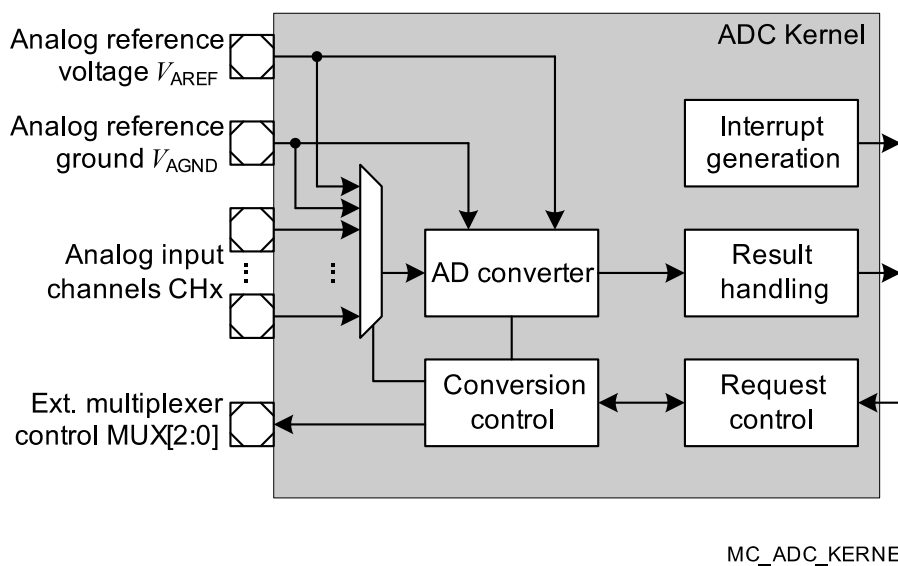 ADC Kernel
Analog reference
voltage VAREF
Analog reference
ground VAGND
Analog input
channels CHx
Ext. multiplexer
control MUX[2:0]
AD converter
Conversion
control
Interrupt
generation
Result
handling
Request
control
MC_ADC_KERNE